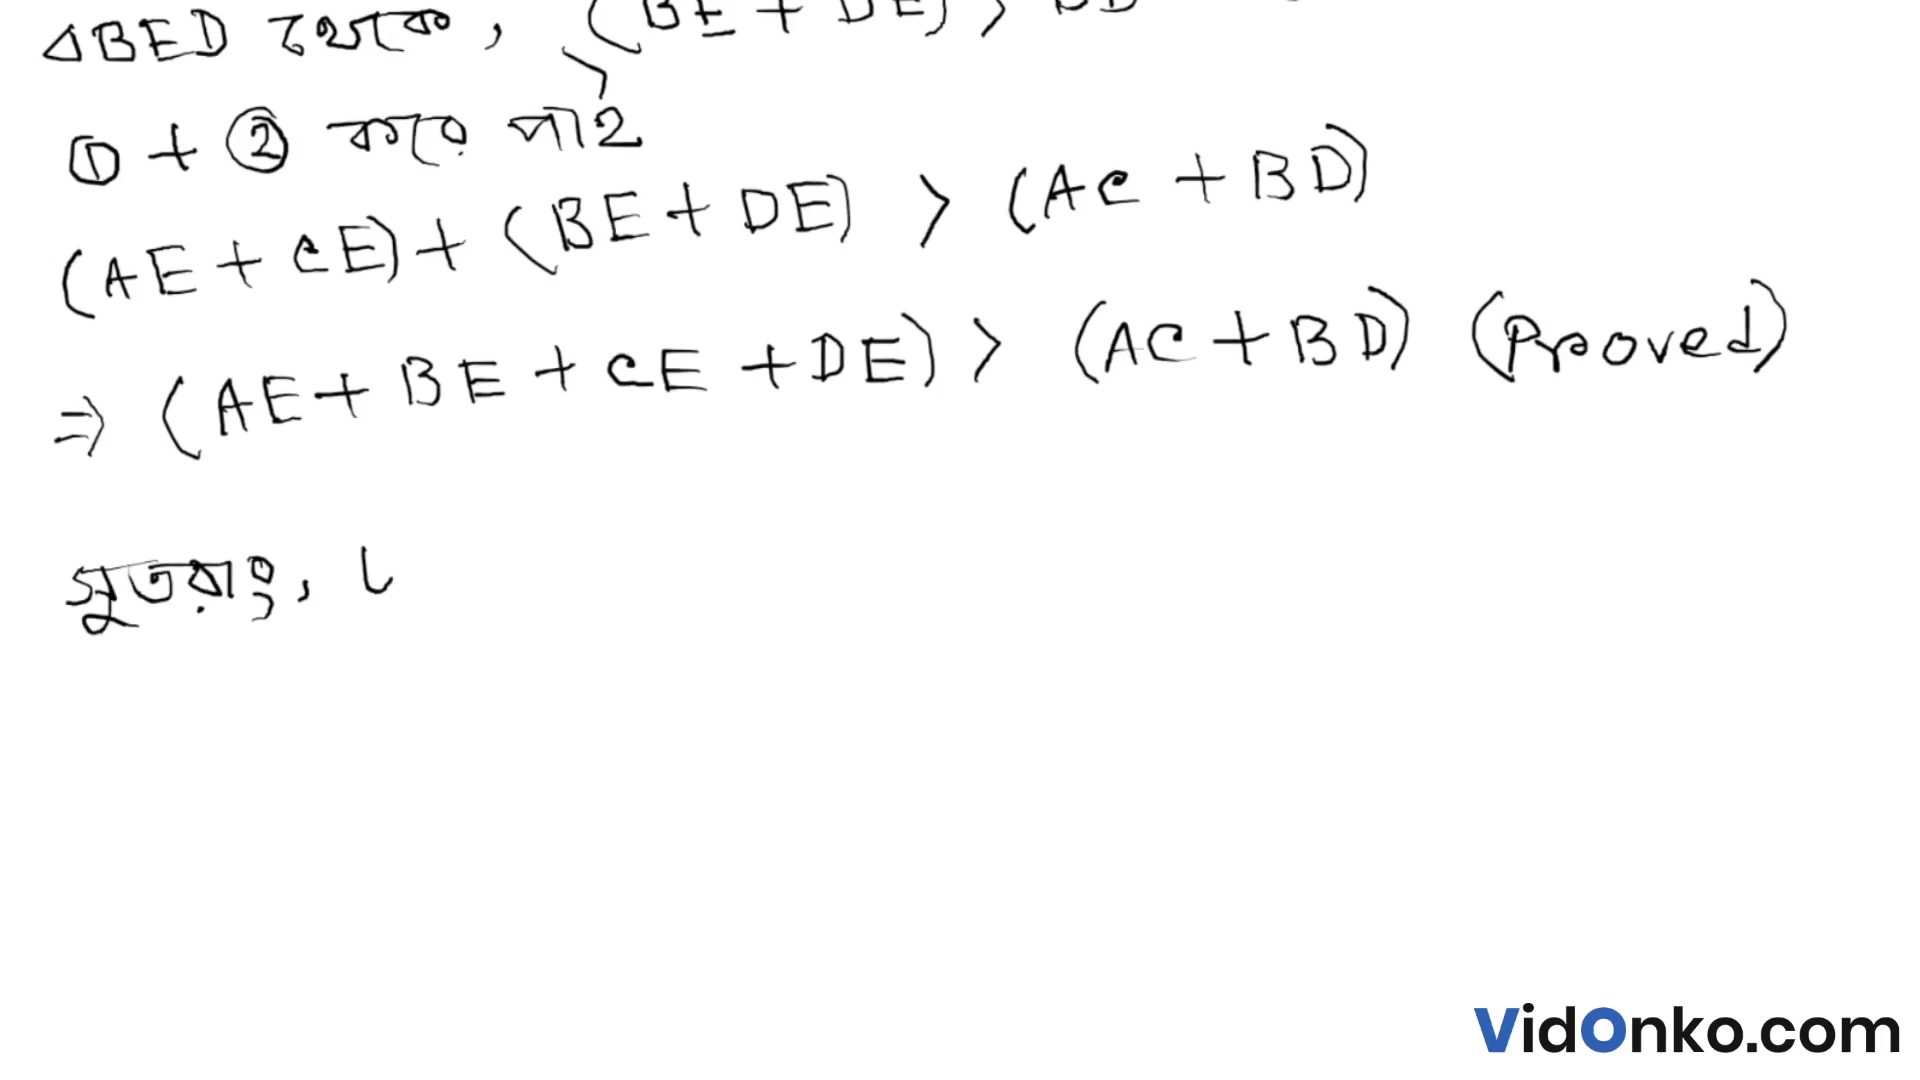 △BED থেকে, (BE + DE) > BD
① + ② করে পাই
(AE + CE) + (BE + DE) > (AC + BD)
⇒ (AE + BE + CE + DE) > (AC + BD) (Proved)
সুতরাং,
VidOnko.com